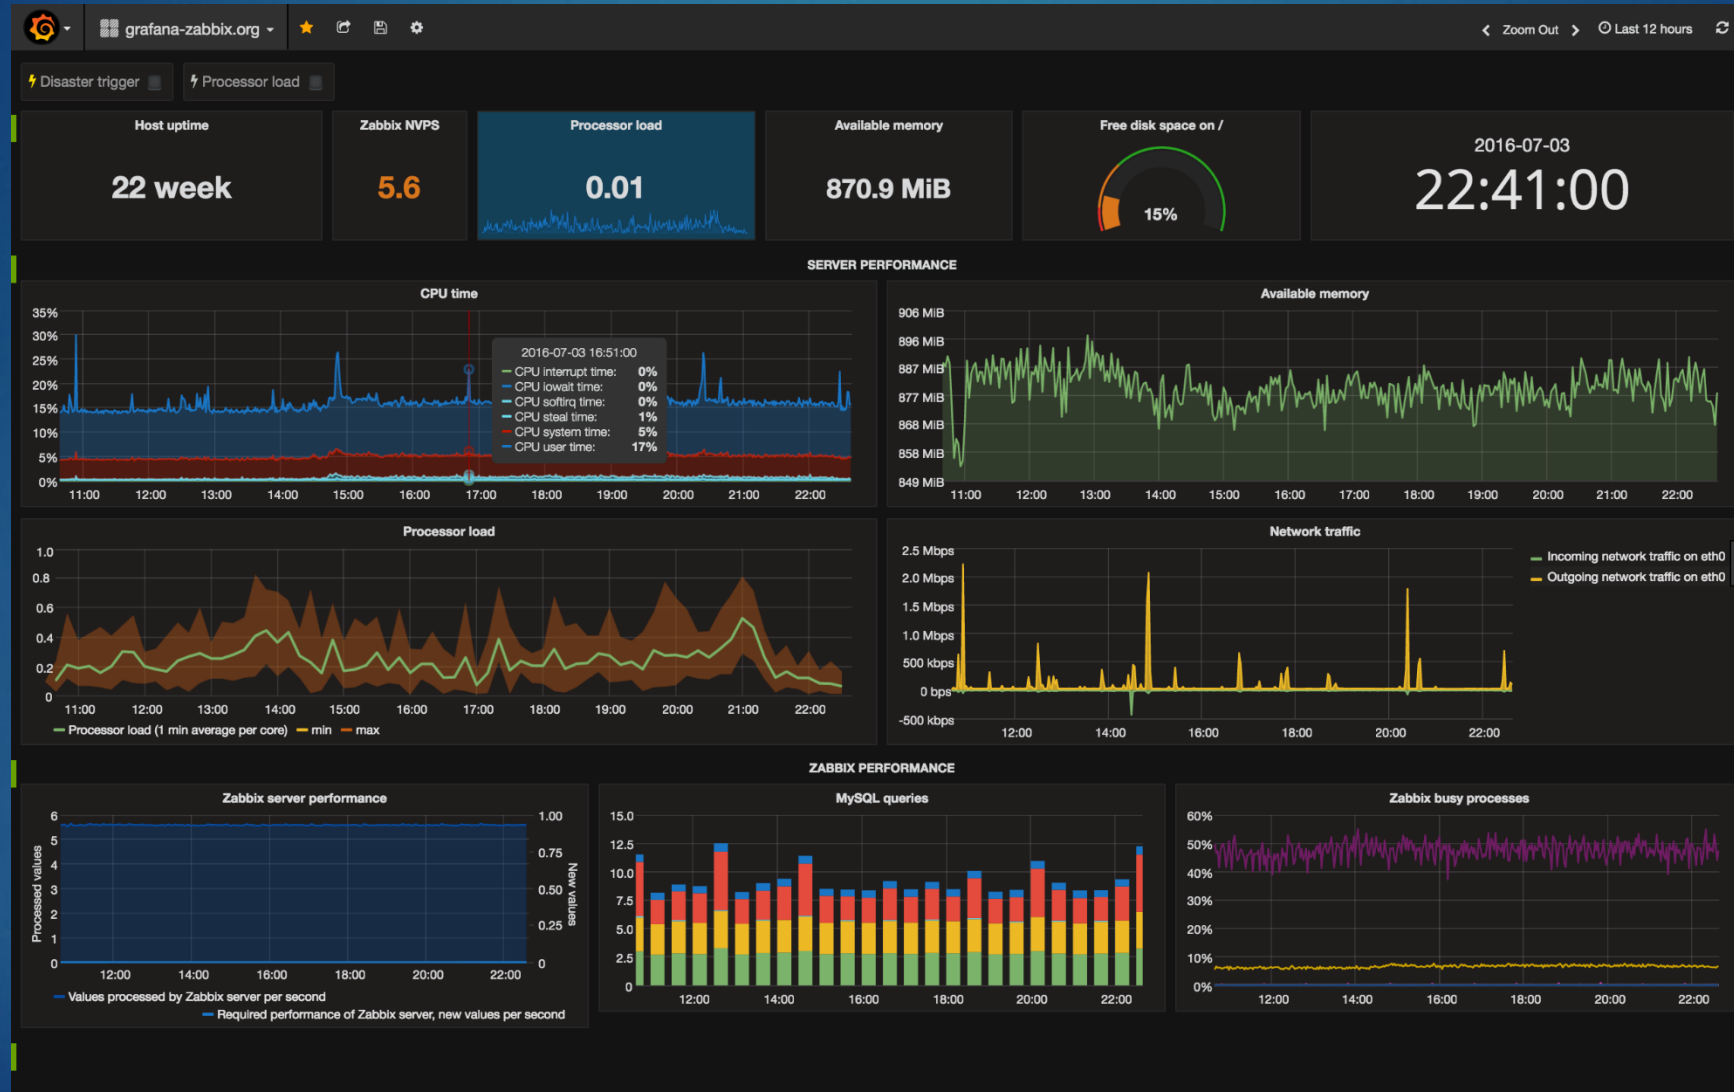 grafana-zabbix.org
Zoom Out
Last 12 hours
Disaster trigger
Processor load
Host uptime
22 week
Zabbix NVPS
5.6
Processor load
0.01
Available memory
870.9 MiB
Free disk space on /
15%
2016-07-03
22:41:00
SERVER PERFORMANCE
CPU time
35%
30%
25%
20%
15%
10%
5%
0%
11:00 12:00 13:00 14:00 15:00 16:00 17:00 18:00 19:00 20:00 21:00 22:00
2016-07-03 16:51:00
CPU interrupt time: 0%
CPU iowait time: 0%
CPU softirq time: 0%
CPU steal time: 1%
CPU system time: 5%
CPU user time: 17%
Available memory
906 MiB
896 MiB
887 MiB
877 MiB
868 MiB
858 MiB
849 MiB
11:00 12:00 13:00 14:00 15:00 16:00 17:00 18:00 19:00 20:00 21:00 22:00
Processor load
1.0
0.8
0.6
0.4
0.2
0
11:00 12:00 13:00 14:00 15:00 16:00 17:00 18:00 19:00 20:00 21:00 22:00
Processor load (1 min average per core) min max
Network traffic
2.5 Mbps
2.0 Mbps
1.5 Mbps
1.0 Mbps
500 kbps
0 bps
-500 kbps
12:00 14:00 16:00 18:00 20:00 22:00
Incoming network traffic on eth0
Outgoing network traffic on eth0
ZABBIX PERFORMANCE
Zabbix server performance
Processed values
6
5
4
3
2
1
0
1.00
0.75
0.50
0.25
0
New values
12:00 14:00 16:00 18:00 20:00 22:00
Values processed by Zabbix server per second
Required performance of Zabbix server, new values per second
MySQL queries
15.0
12.5
10.0
7.5
5.0
2.5
0
12:00 14:00 16:00 18:00 20:00 22:00
Zabbix busy processes
60%
50%
40%
30%
20%
10%
0%
12:00 14:00 16:00 18:00 20:00 22:00